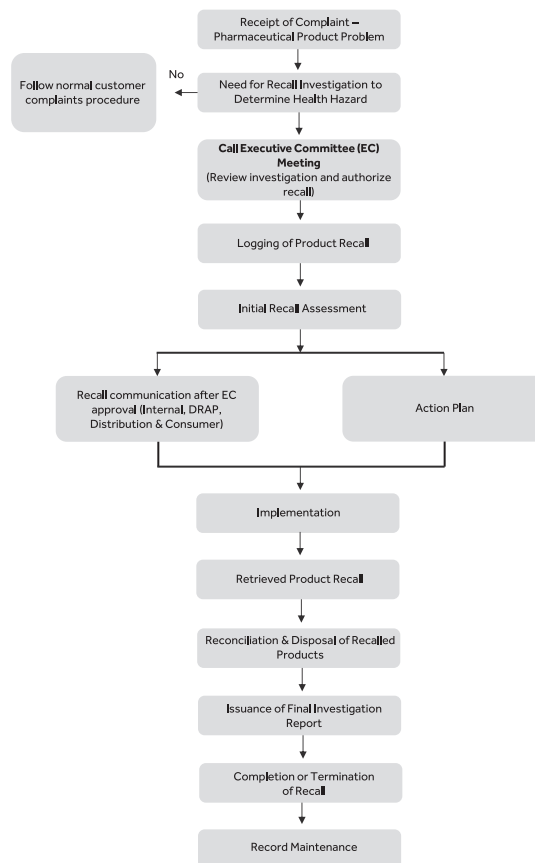 Receipt of Complaint –
Pharmaceutical Product Problem
No
Follow normal customer
complaints procedure
Need for Recall Investigation to
Determine Health Hazard
Call Executive Committee (EC)
Meeting
(Review investigation and authorize
recall)
Logging of Product Recall
Initial Recall Assessment
Recall communication after EC
approval (Internal, DRAP,
Distribution & Consumer)
Action Plan
Implementation
Retrieved Product Recall
Reconciliation & Disposal of Recalled
Products
Issuance of Final Investigation
Report
Completion or Termination
of Recall
Record Maintenance